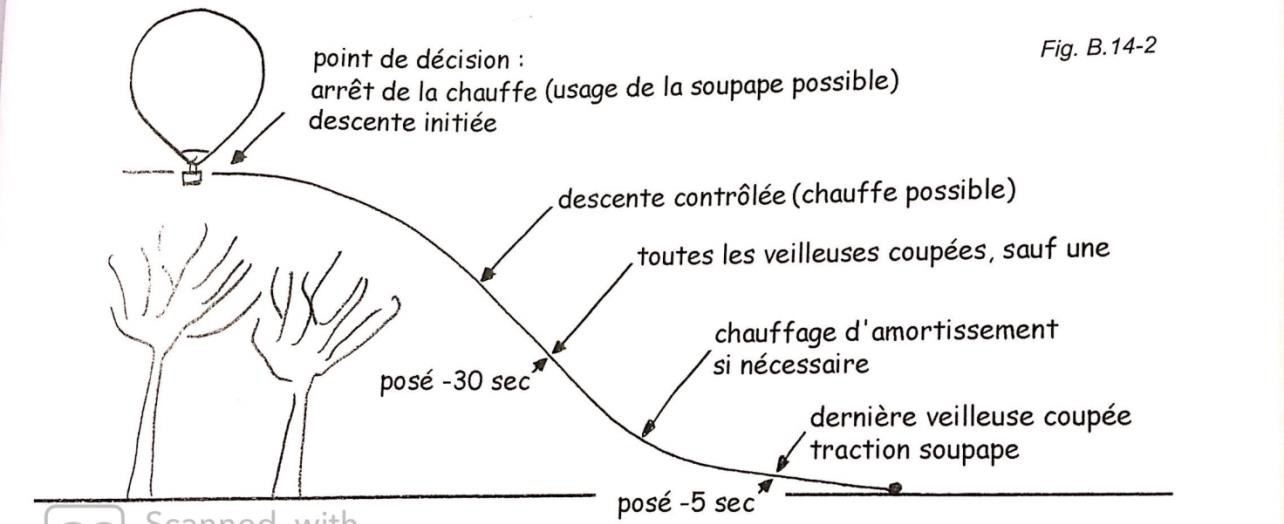 Fig. B.14-2
point de décision :
arrêt de la chauffe (usage de la soupape possible)
descente initiée
descente contrôlée (chauffe possible)
toutes les veilleuses coupées, sauf une
chauffage d'amortissement
si nécessaire
posé -30 sec
dernière veilleuse coupée
traction soupape
posé -5 sec
Scanned with